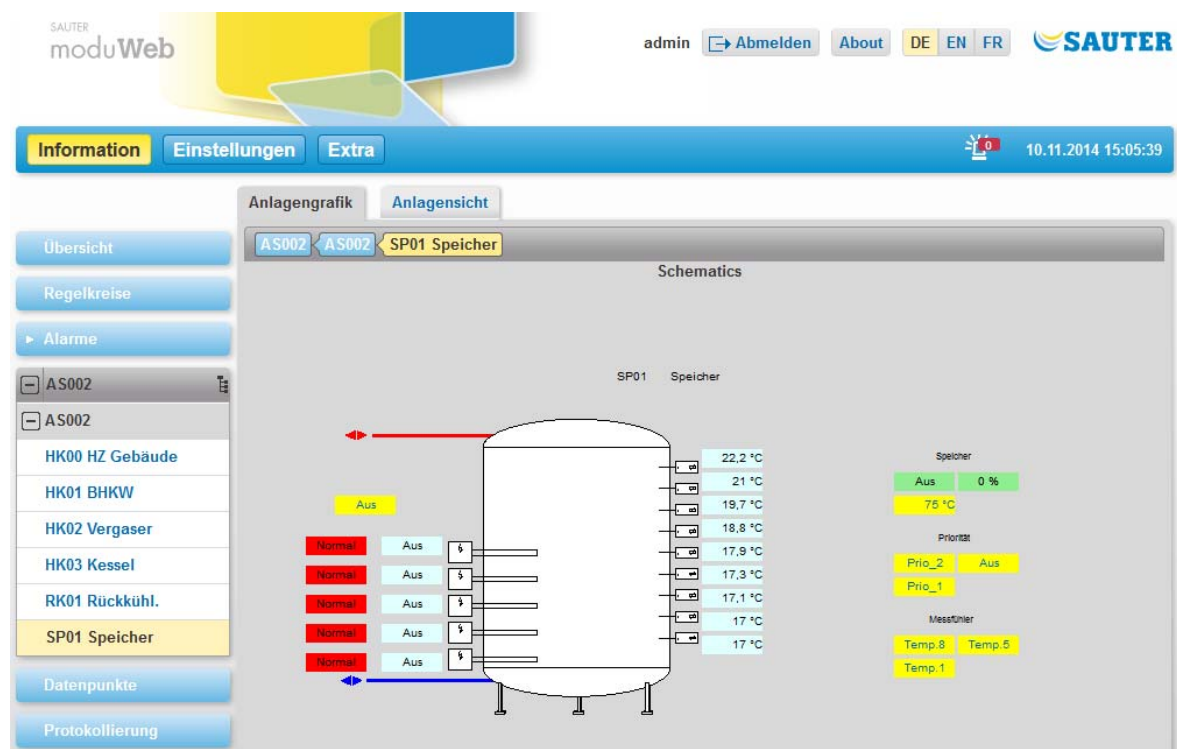 SAUTER
moduWeb
admin Abmelden About DE EN FR SAUTER
Information Einstellungen Extra 0 10.11.2014 15:05:39
Anlagengrafik Anlagensicht
AS002 AS002 SP01 Speicher
Schematics
Übersicht
Regelkreise
Alarme
AS002
AS002
HK00 HZ Gebäude
HK01 BHKW
HK02 Vergaser
HK03 Kessel
RK01 Rückkühl.
SP01 Speicher
Datenpunkte
Protokollierung
SP01 Speicher
Aus
Normal Aus
Normal Aus
Normal Aus
Normal Aus
Normal Aus
22,2 °C
21 °C
19,7 °C
18,8 °C
17,9 °C
17,3 °C
17,1 °C
17 °C
17 °C
Speicher
Aus 0 %
75 °C
Priorität
Prio_2 Aus
Prio_1
Messfühler
Temp.8 Temp.5
Temp.1